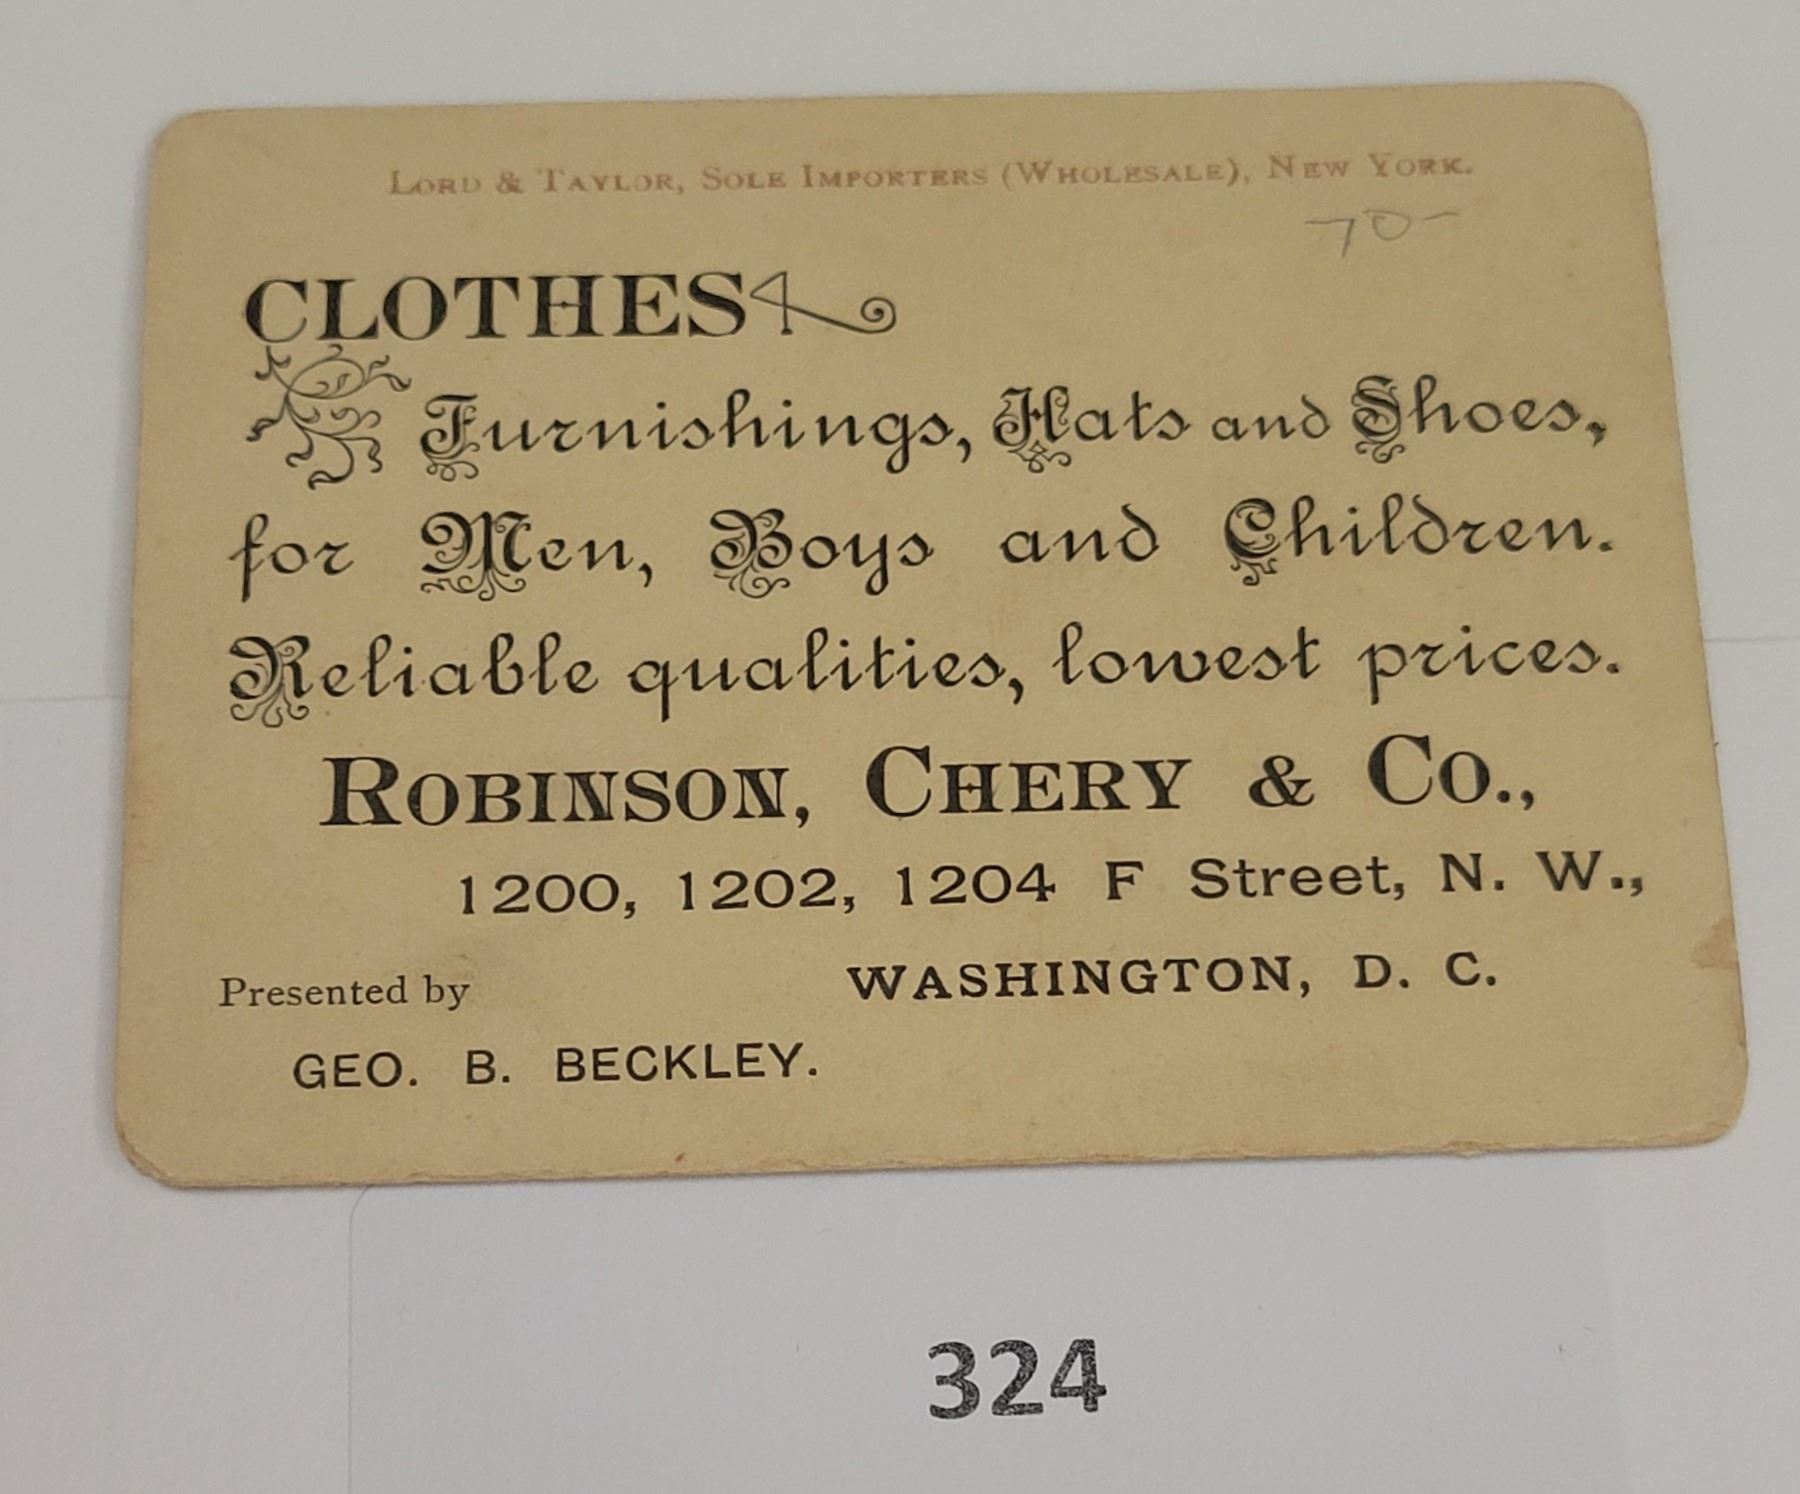 LORD & TAYLOR, SOLE IMPORTERS (WHOLESALE), NEW YORK.
70-
CLOTHES
Furnishings, Hats and Shoes,
for Men, Boys and Children.
Reliable qualities, lowest prices.
ROBINSON, CHERY & CO.,
1200, 1202, 1204 F Street, N. W.,
WASHINGTON, D. C.
Presented by
GEO. B. BECKLEY.
324